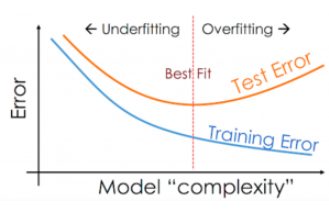 ← Underfitting Overfitting →
Best Fit
Test Error
Training Error
Error
Model “complexity”